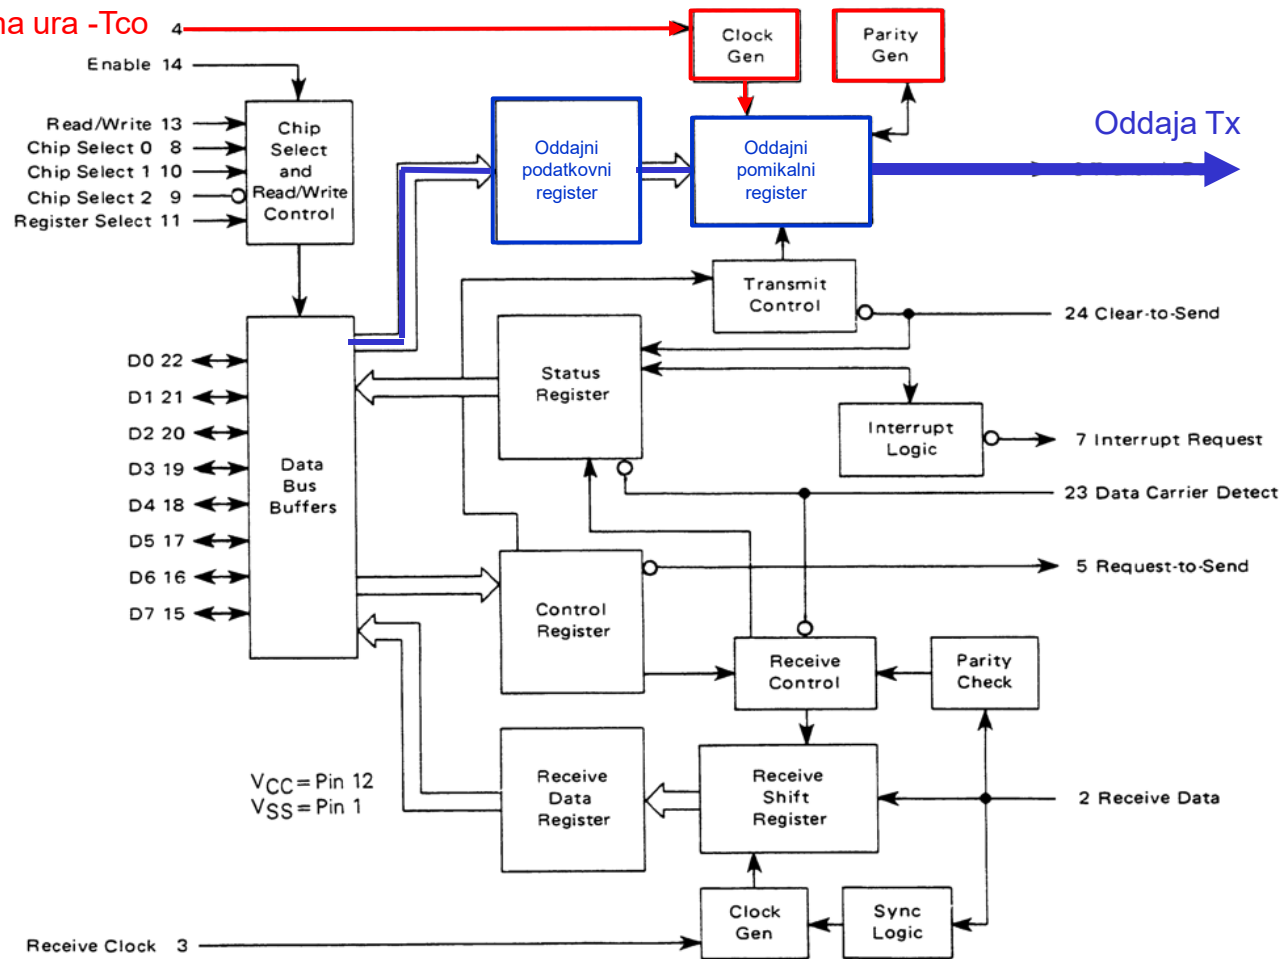 na ura -Tco 4
Clock
Gen
Parity
Gen
Enable 14
Oddaja Tx
Read/Write 13
Chip Select 0 8
Chip Select 1 10
Chip Select 2 9
Register Select 11
Chip
Select
and
Read/Write
Control
Oddajni
podatkovni
register
Oddajni
pomikalni
register
Transmit
Control
24 Clear-to-Send
D0 22
D1 21
D2 20
D3 19
D4 18
D5 17
D6 16
D7 15
Data
Bus
Buffers
Status
Register
Interrupt
Logic
7 Interrupt Request
23 Data Carrier Detect
5 Request-to-Send
Control
Register
Receive
Control
Parity
Check
VCC = Pin 12
VSS = Pin 1
Receive
Data
Register
Receive
Shift
Register
2 Receive Data
Clock
Gen
Sync
Logic
Receive Clock 3